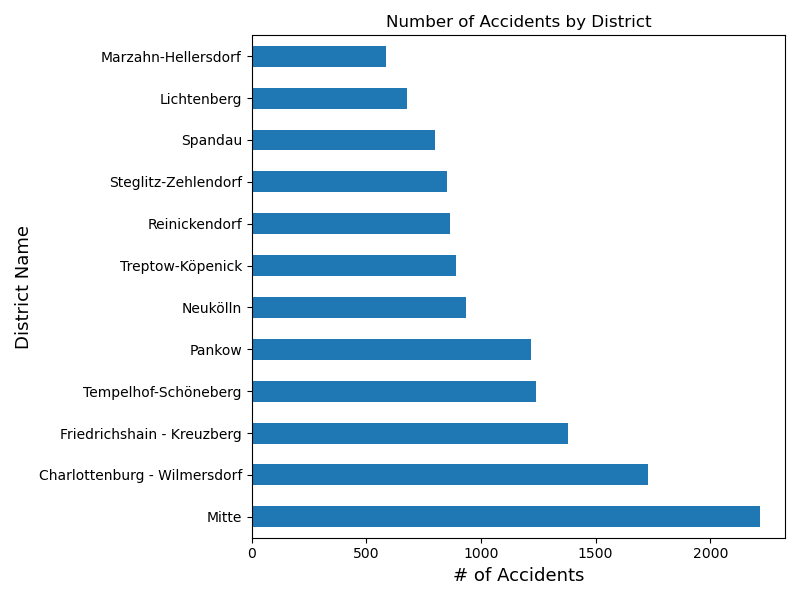 Number of Accidents by District
District Name
Marzahn-Hellersdorf
Lichtenberg
Spandau
Steglitz-Zehlendorf
Reinickendorf
Treptow-Köpenick
Neukölln
Pankow
Tempelhof-Schöneberg
Friedrichshain - Kreuzberg
Charlottenburg - Wilmersdorf
Mitte
0 500 1000 1500 2000
# of Accidents